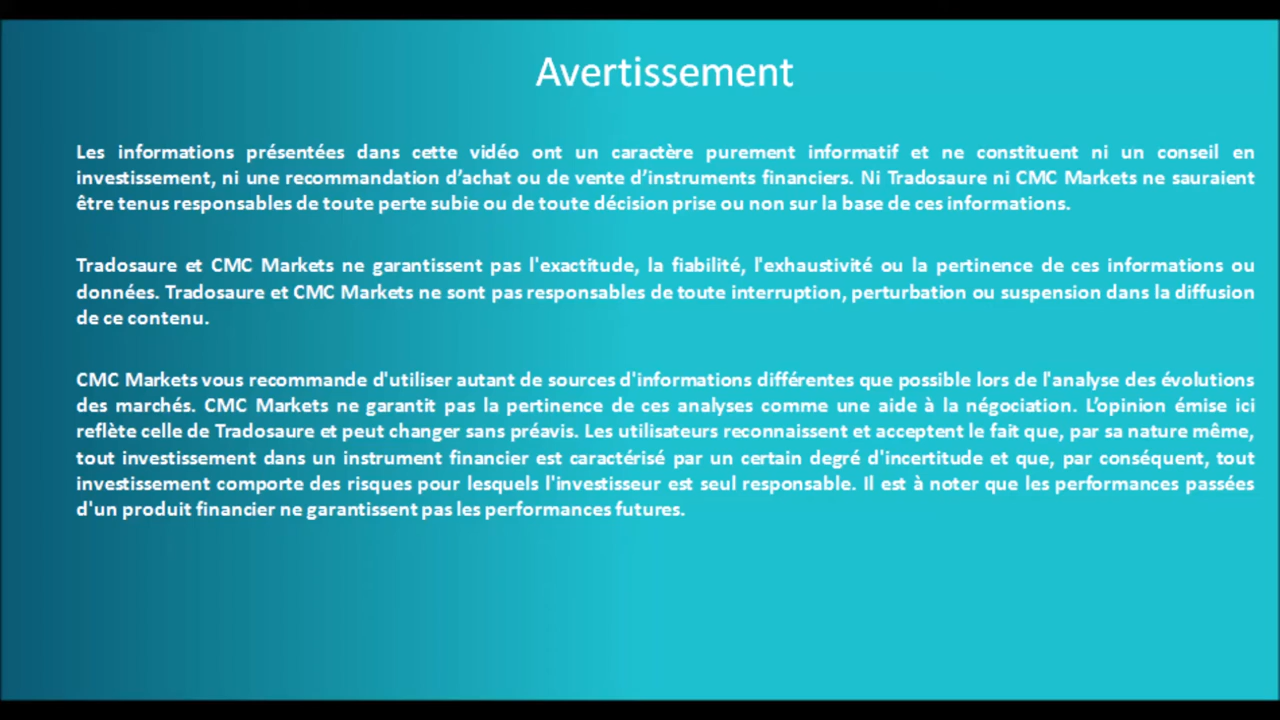 Avertissement
Les informations présentées dans cette vidéo ont un caractère purement informatif et ne constituent ni un conseil en
investissement, ni une recommandation d’achat ou de vente d’instruments financiers. Ni Tradosaure ni CMC Markets ne sauraient
être tenus responsables de toute perte subie ou de toute décision prise ou non sur la base de ces informations.
Tradosaure et CMC Markets ne garantissent pas l'exactitude, la fiabilité, l'exhaustivité ou la pertinence de ces informations ou
données. Tradosaure et CMC Markets ne sont pas responsables de toute interruption, perturbation ou suspension dans la diffusion
de ce contenu.
CMC Markets vous recommande d'utiliser autant de sources d'informations différentes que possible lors de l'analyse des évolutions
des marchés. CMC Markets ne garantit pas la pertinence de ces analyses comme une aide à la négociation. L’opinion émise ici
reflète celle de Tradosaure et peut changer sans préavis. Les utilisateurs reconnaissent et acceptent le fait que, par sa nature même,
tout investissement dans un instrument financier est caractérisé par un certain degré d'incertitude et que, par conséquent, tout
investissement comporte des risques pour lesquels l'investisseur est seul responsable. Il est à noter que les performances passées
d'un produit financier ne garantissent pas les performances futures.